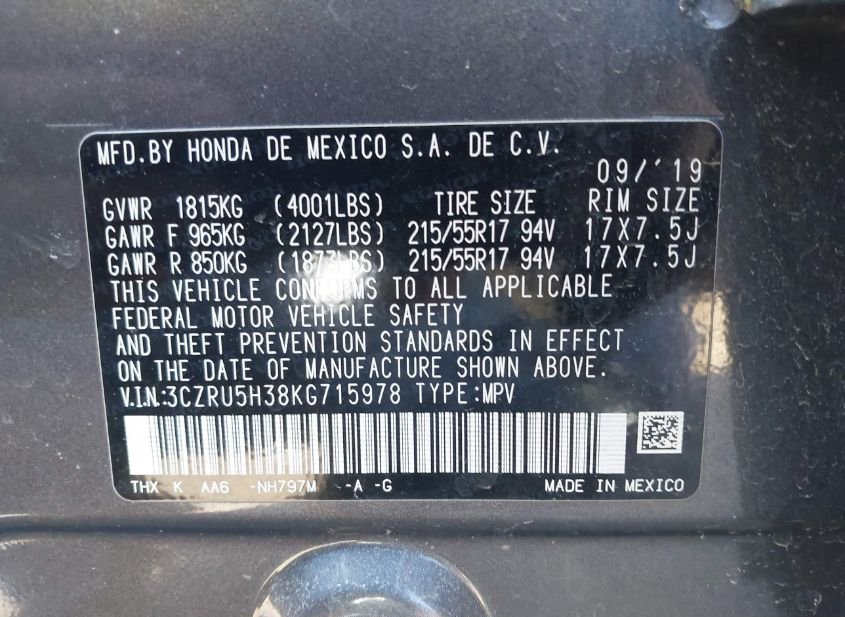 MFD.BY HONDA DE MEXICO S.A. DE C.V.
09/'19
GVWR 1815KG (4001LBS) TIRE SIZE RIM SIZE
GAWR F 965KG (2127LBS) 215/55R17 94V 17X7.5J
GAWR R 850KG (1873LBS) 215/55R17 94V 17X7.5J
THIS VEHICLE CONFORMS TO ALL APPLICABLE
FEDERAL MOTOR VEHICLE SAFETY
AND THEFT PREVENTION STANDARDS IN EFFECT
ON THE DATE OF MANUFACTURE SHOWN ABOVE.
V.I.N:3CZRU5H38KG715978 TYPE:MPV
THX K AA6 -NH797M -A -G MADE IN MEXICO